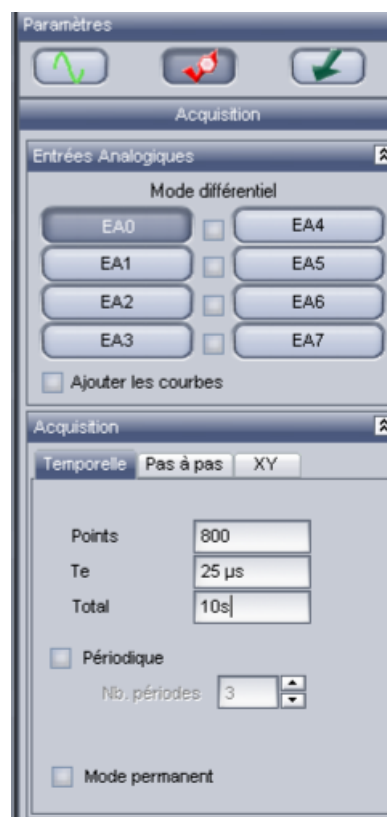 Paramètres
Acquisition
Entrées Analogiques
Mode différentiel
EA0 EA4
EA1 EA5
EA2 EA6
EA3 EA7
Ajouter les courbes
Acquisition
Temporelle Pas à pas XY
Points 800
Te 25 µs
Total 10s
Périodique
Nb. périodes 3
Mode permanent